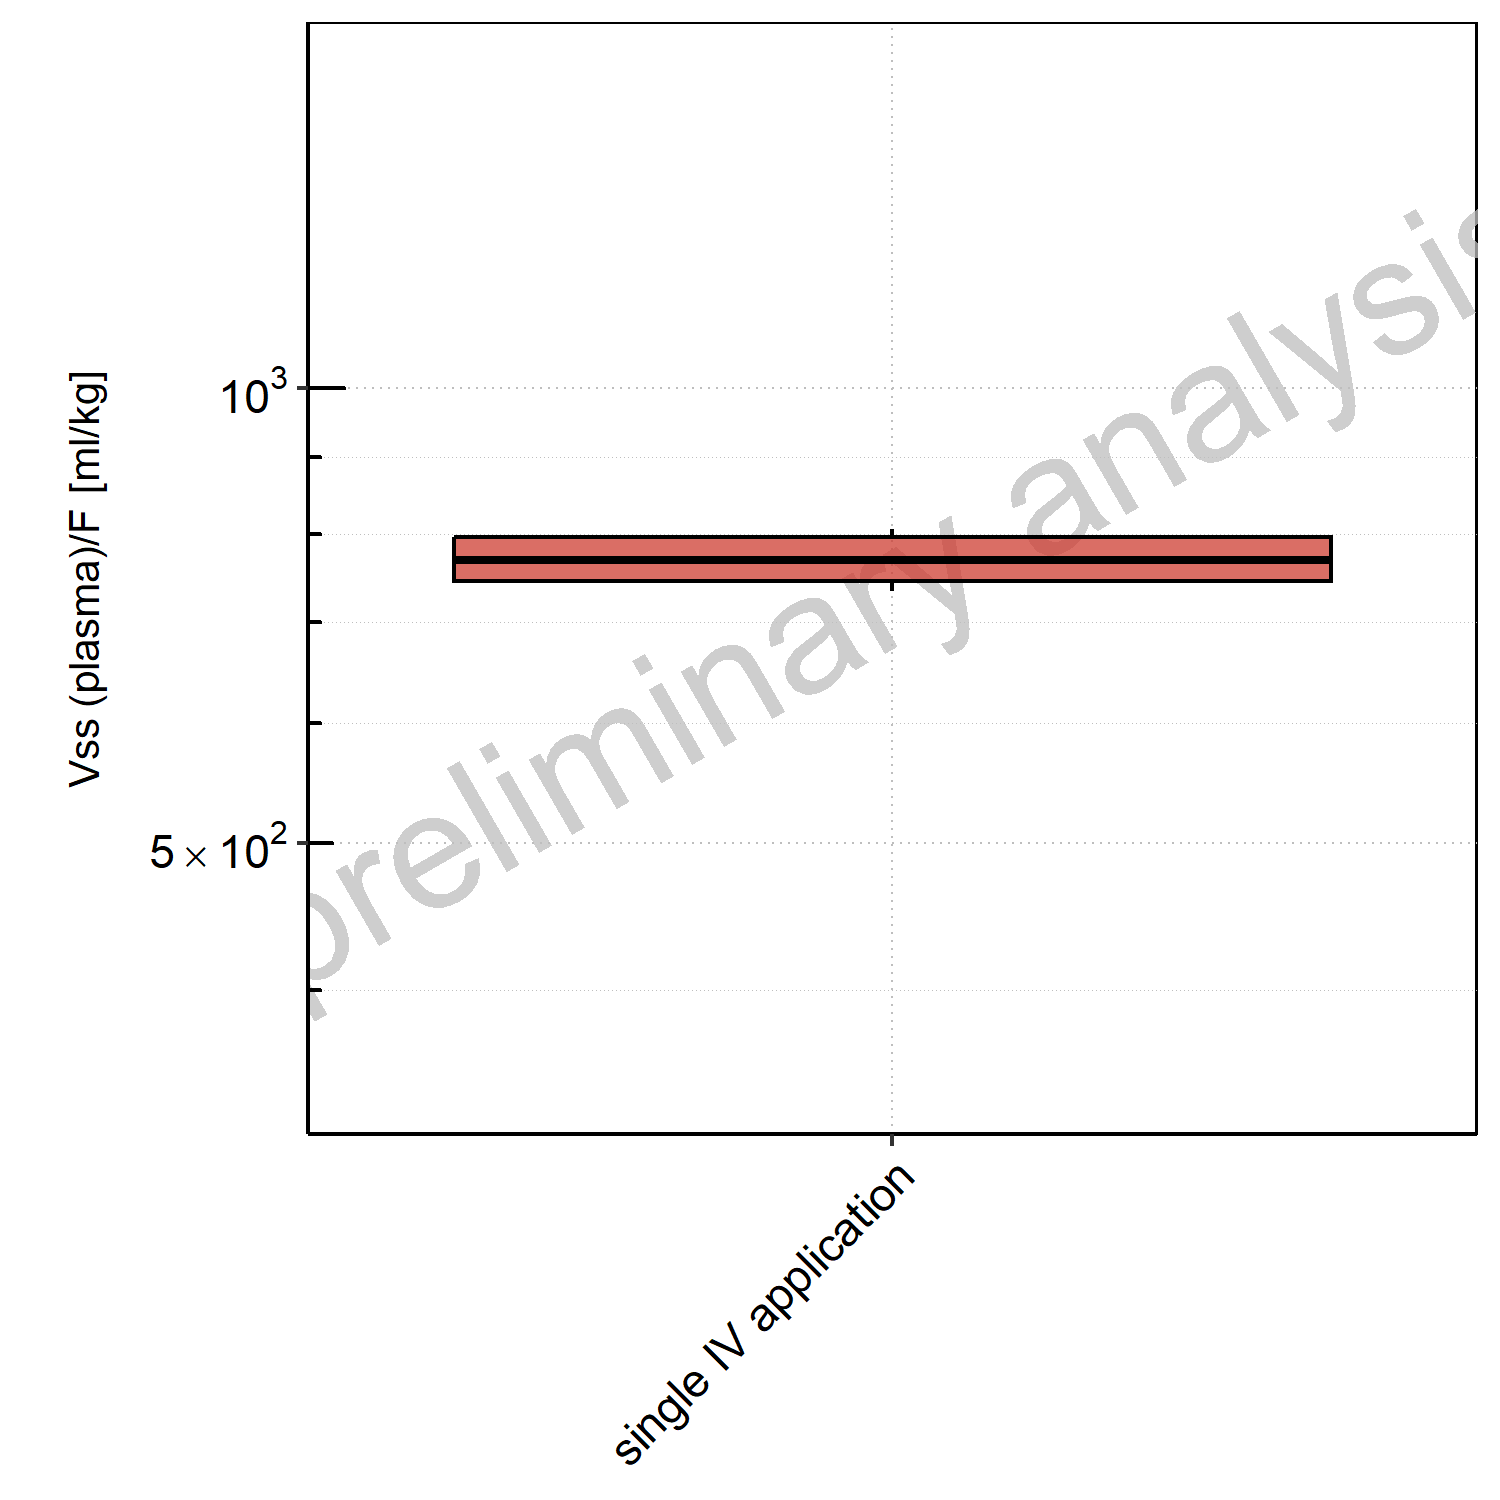 Vss (plasma)/F [ml/kg]
10³
5 × 10²
preliminary analysis
single IV application